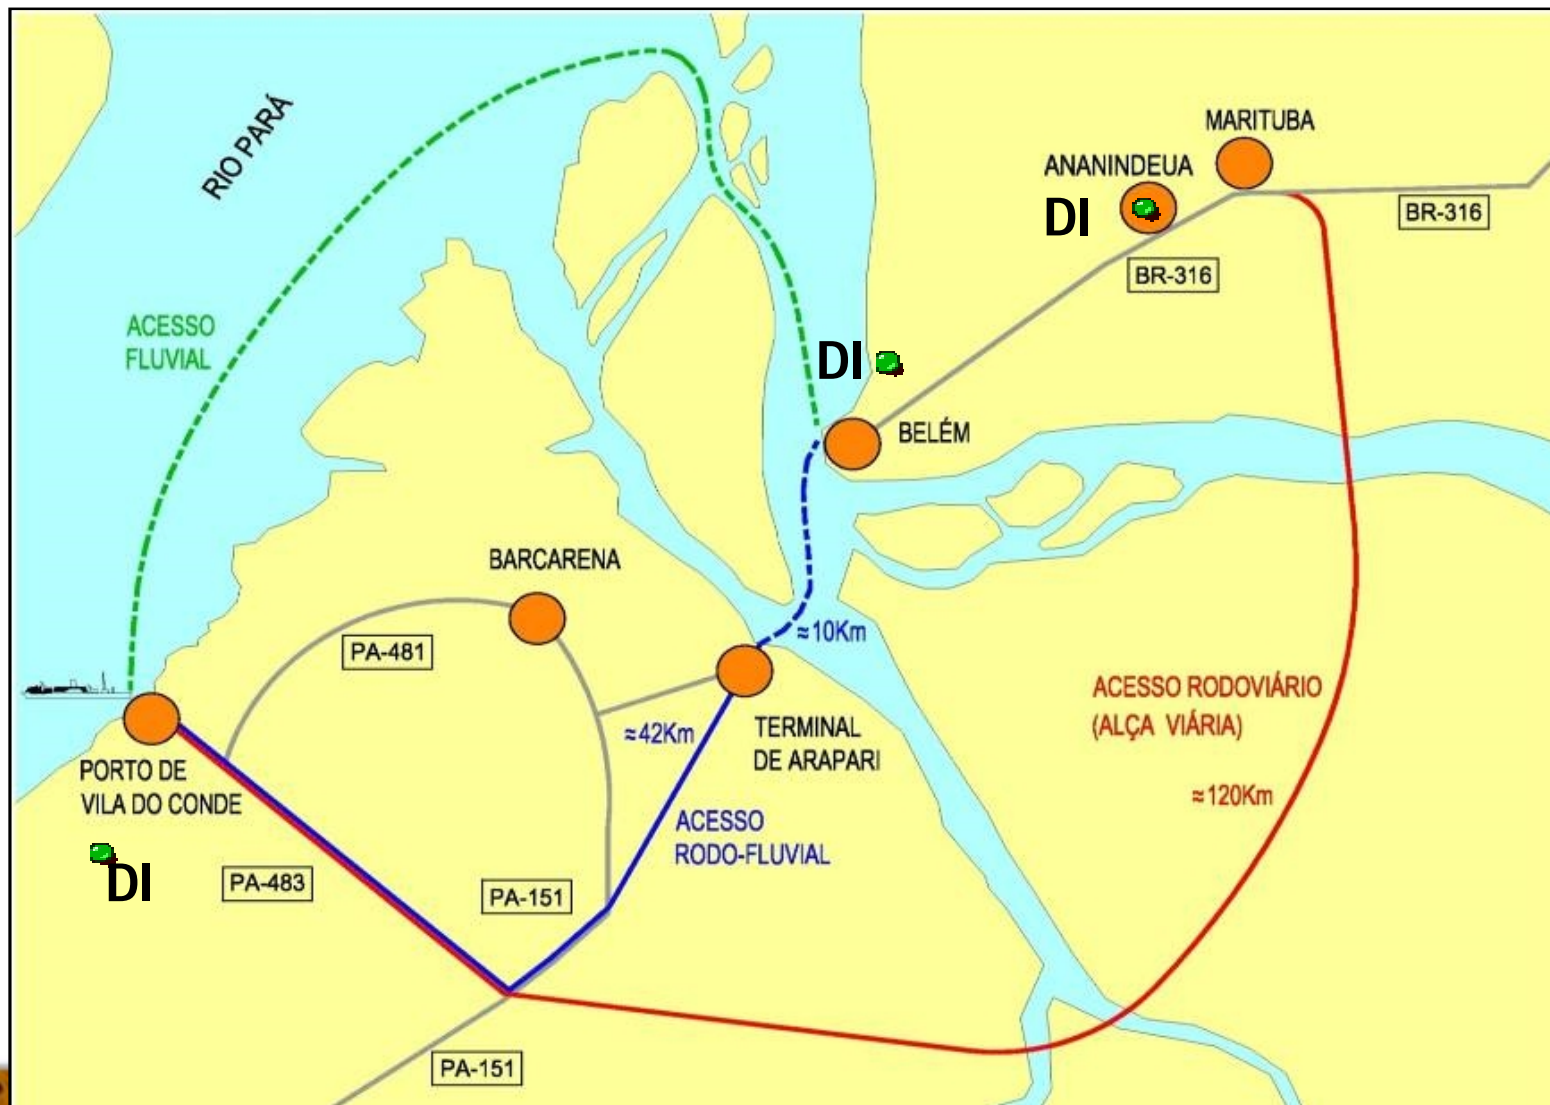 RIO PARÁ
MARITUBA
ANANINDEUA
DI
BR-316
BR-316
ACESSO
FLUVIAL
DI
BELÉM
BARCARENA
PA-481
≈10Km
ACESSO RODOVIÁRIO
(ALÇA VIÁRIA)
≈120Km
≈42Km
TERMINAL
DE ARAPARI
PORTO DE
VILA DO CONDE
ACESSO
RODO-FLUVIAL
DI
PA-483
PA-151
PA-151